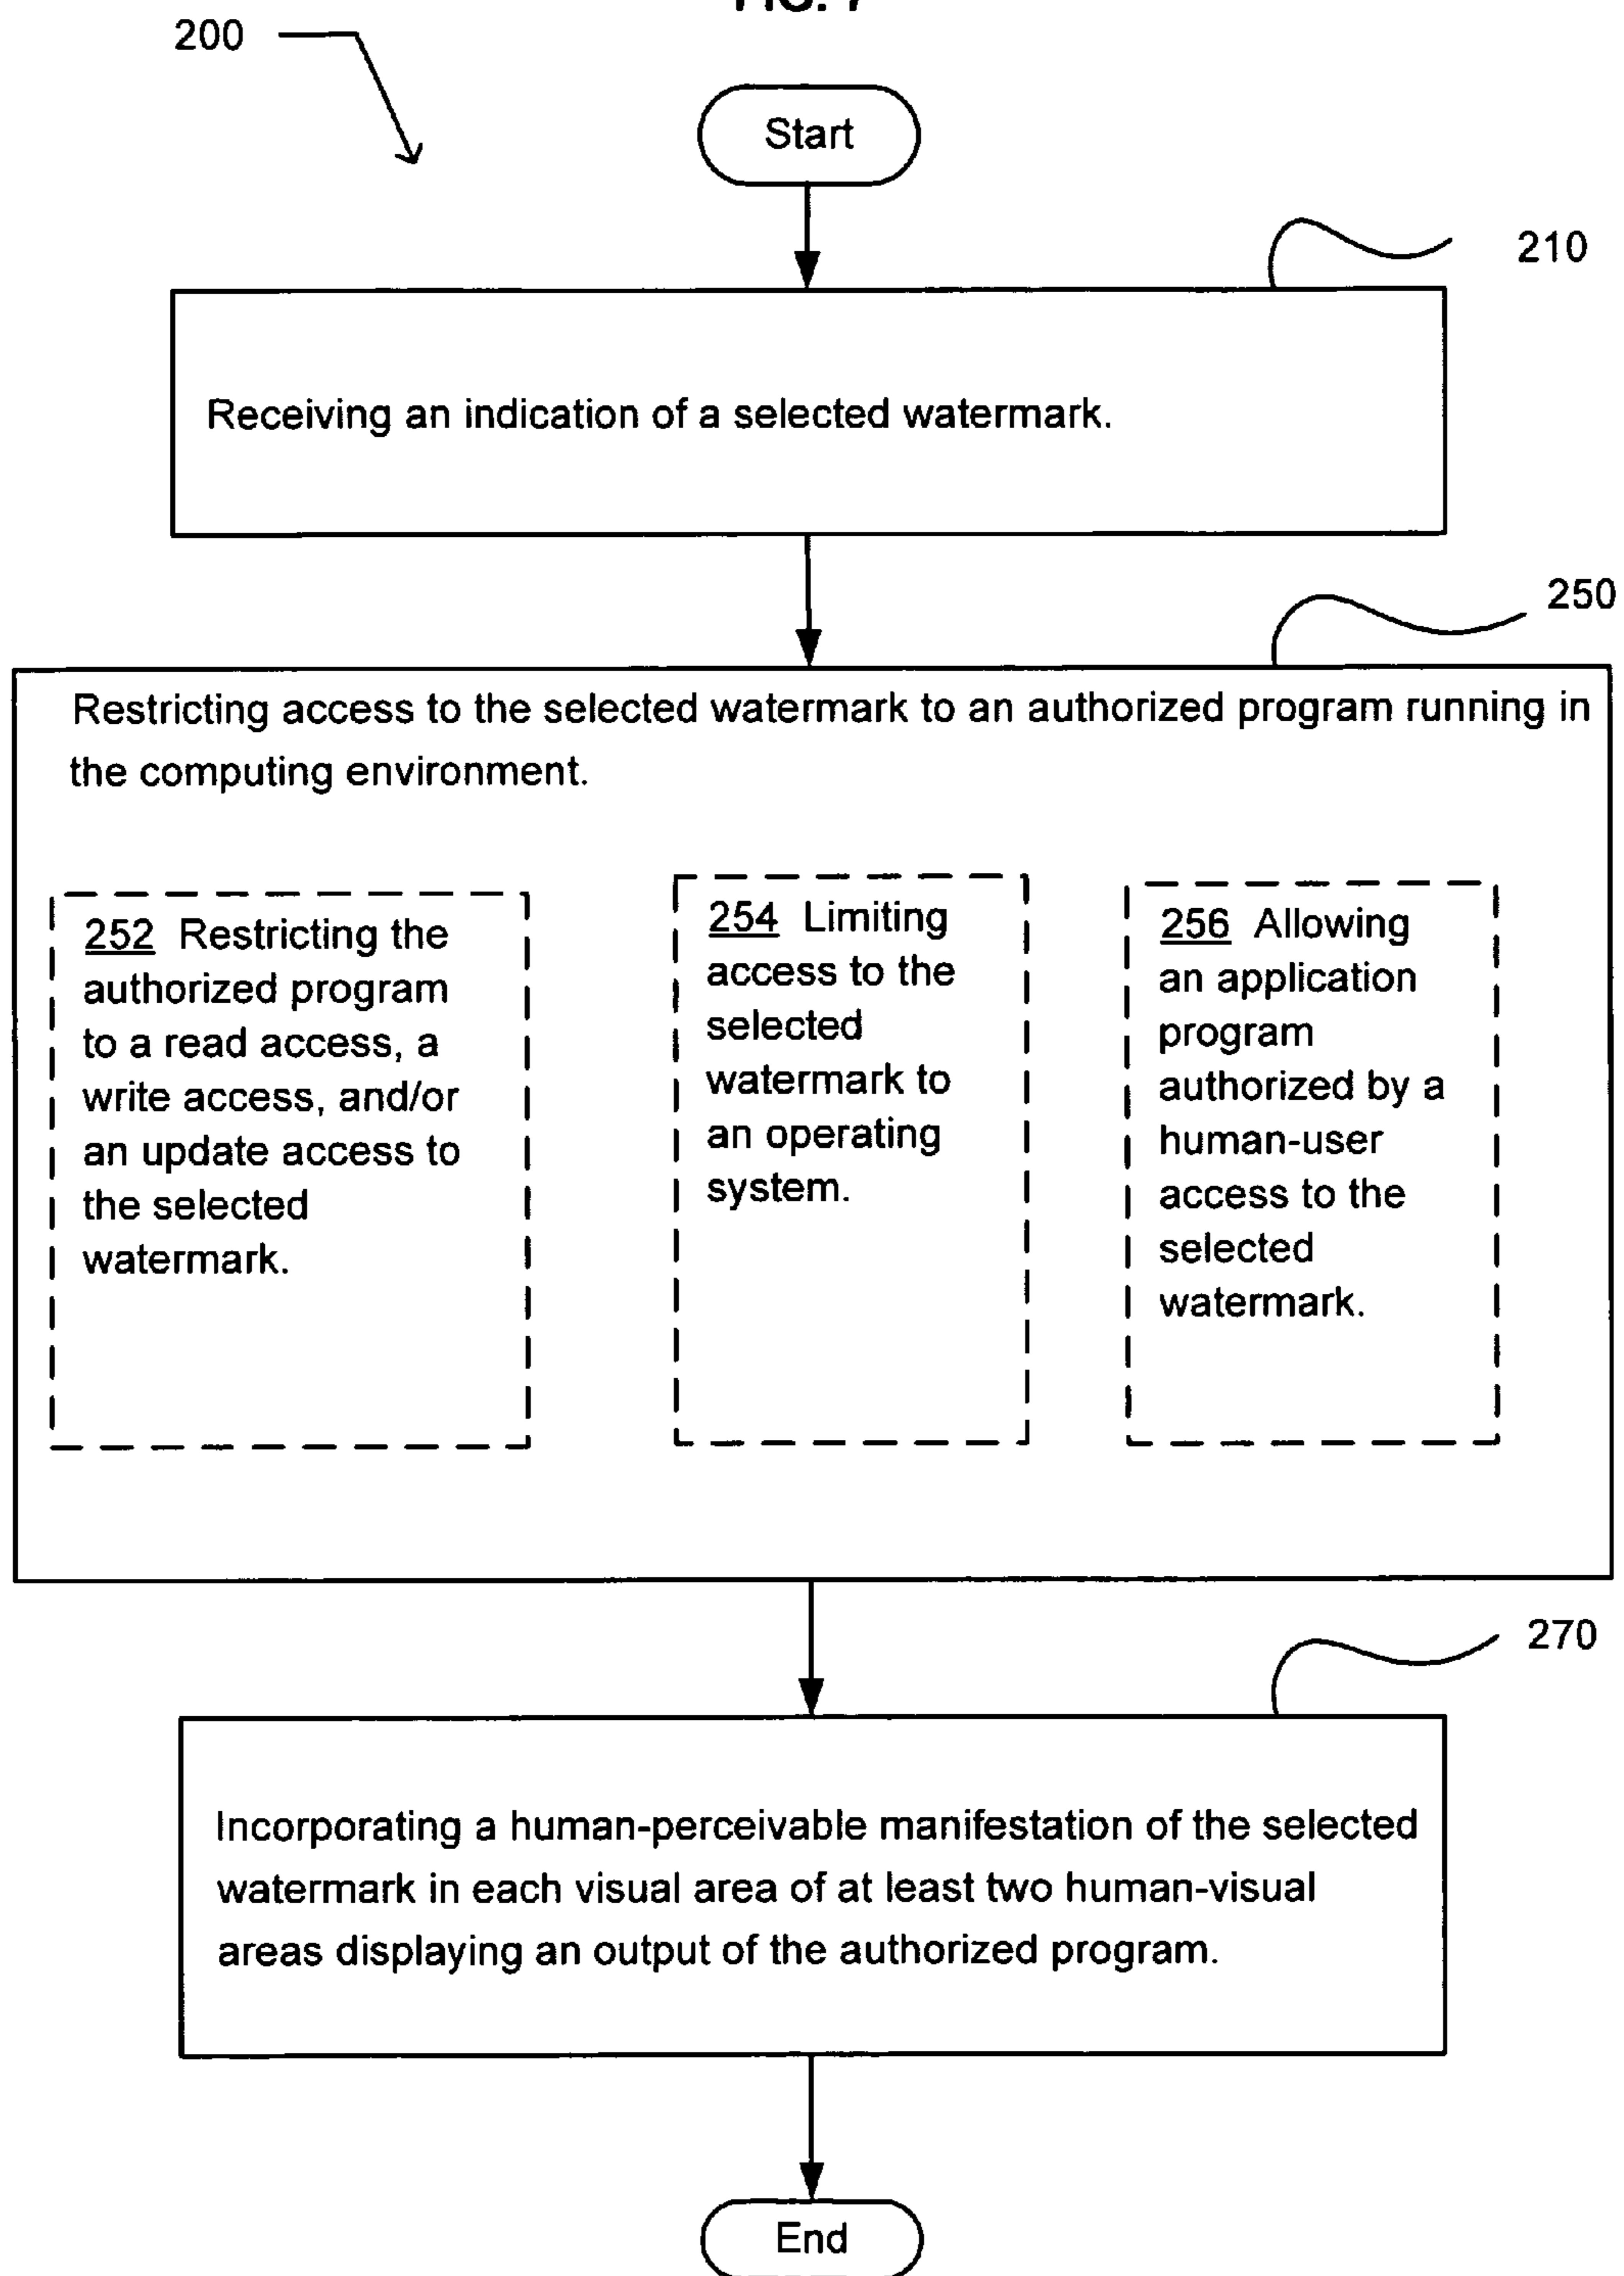 200
Start
210
Receiving an indication of a selected watermark.
250
Restricting access to the selected watermark to an authorized program running in
the computing environment.
252 Restricting the
authorized program
to a read access, a
write access, and/or
an update access to
the selected
watermark.
254 Limiting
access to the
selected
watermark to
an operating
system.
256 Allowing
an application
program
authorized by a
human-user
access to the
selected
watermark.
270
Incorporating a human-perceivable manifestation of the selected
watermark in each visual area of at least two human-visual
areas displaying an output of the authorized program.
End